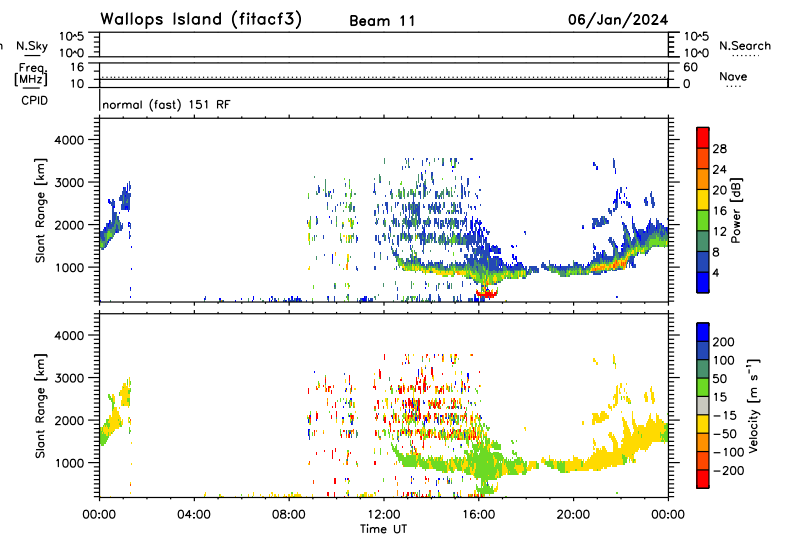 Wallops Island (fitacf3) Beam 11 06/Jan/2024
n N.Sky 10^5 10^0 10^5 10^0 N.Search
Freq. [MHz] 16 10 60 0 Nave
CPID normal (fast) 151 RF
Slant Range [km] 4000 3000 2000 1000
28 24 20 16 12 8 4 Power [dB]
Slant Range [km] 4000 3000 2000 1000
200 100 50 15 -15 -50 -100 -200 Velocity [m s⁻¹]
00:00 04:00 08:00 12:00 16:00 20:00 00:00
Time UT